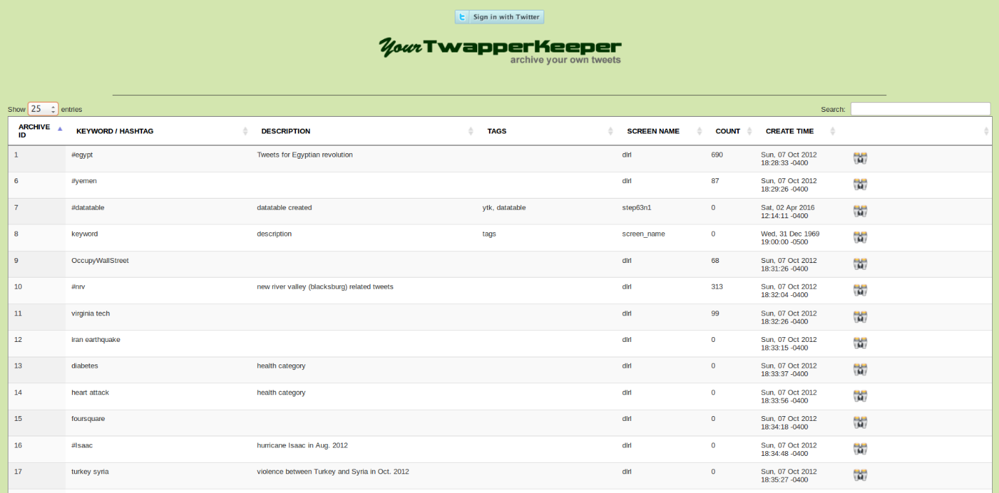 Sign in with Twitter
Your TwapperKeeper
archive your own tweets
Show 25 entries Search:
ARCHIVE ID KEYWORD / HASHTAG DESCRIPTION TAGS SCREEN NAME COUNT CREATE TIME
1 #egypt Tweets for Egyptian revolution dlrl 690 Sun, 07 Oct 2012
18:28:33 -0400
6 #yemen dlrl 87 Sun, 07 Oct 2012
18:29:26 -0400
7 #datatable datatable created ytk, datatable step63n1 0 Sat, 02 Apr 2016
12:14:11 -0400
8 keyword description tags screen_name 0 Wed, 31 Dec 1969
19:00:00 -0500
9 OccupyWallStreet dlrl 68 Sun, 07 Oct 2012
18:31:26 -0400
10 #nrv new river valley (blacksburg) related tweets dlrl 313 Sun, 07 Oct 2012
18:32:04 -0400
11 virginia tech dlrl 99 Sun, 07 Oct 2012
18:32:26 -0400
12 iran earthquake dlrl 0 Sun, 07 Oct 2012
18:33:15 -0400
13 diabetes health category dlrl 0 Sun, 07 Oct 2012
18:33:37 -0400
14 heart attack health category dlrl 0 Sun, 07 Oct 2012
18:33:56 -0400
15 foursquare dlrl 0 Sun, 07 Oct 2012
18:34:18 -0400
16 #Isaac hurricane Isaac in Aug. 2012 dlrl 0 Sun, 07 Oct 2012
18:34:48 -0400
17 turkey syria violence between Turkey and Syria in Oct. 2012 dlrl 0 Sun, 07 Oct 2012
18:35:27 -0400